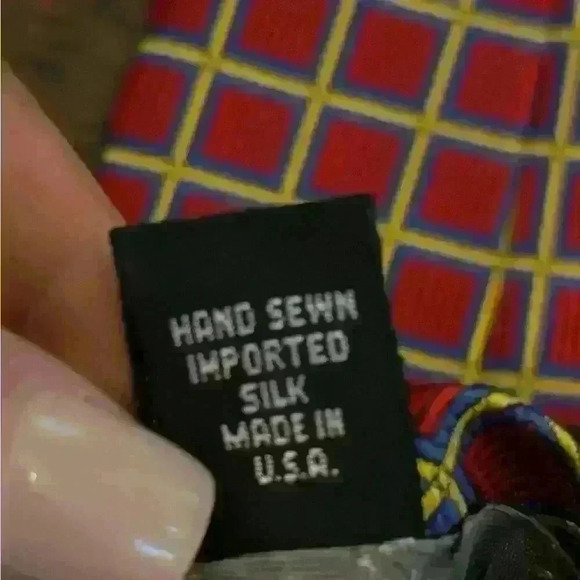 HAND SEWN
IMPORTED
SILK
MADE IN
U.S.A.